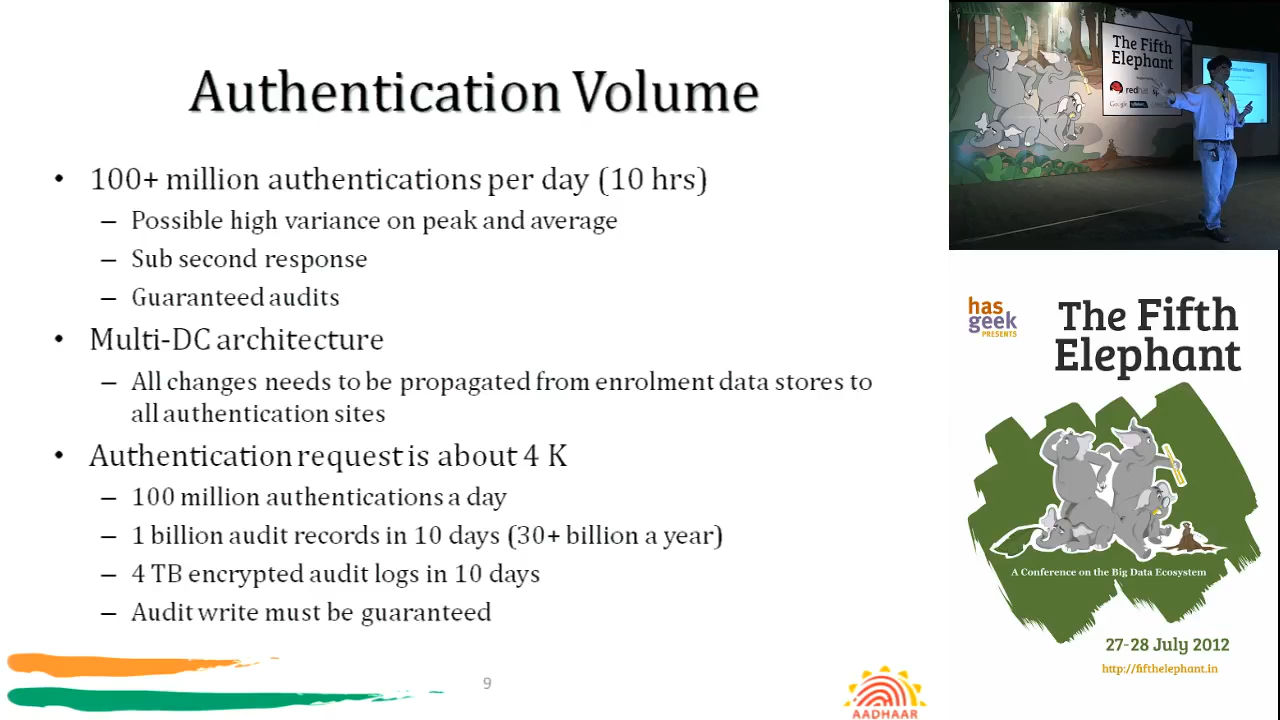 Authentication Volume
• 100+ million authentications per day (10 hrs)
– Possible high variance on peak and average
– Sub second response
– Guaranteed audits
• Multi-DC architecture
– All changes needs to be propagated from enrolment data stores to
all authentication sites
• Authentication request is about 4 K
– 100 million authentications a day
– 1 billion audit records in 10 days (30+ billion a year)
– 4 TB encrypted audit logs in 10 days
– Audit write must be guaranteed
9
AADHAAR
The Fifth
Elephant
redhat
Google
has
geek
PRESENTS
The Fifth
Elephant
A Conference on the Big Data Ecosystem
27-28 July 2012
http://fifthelephant.in